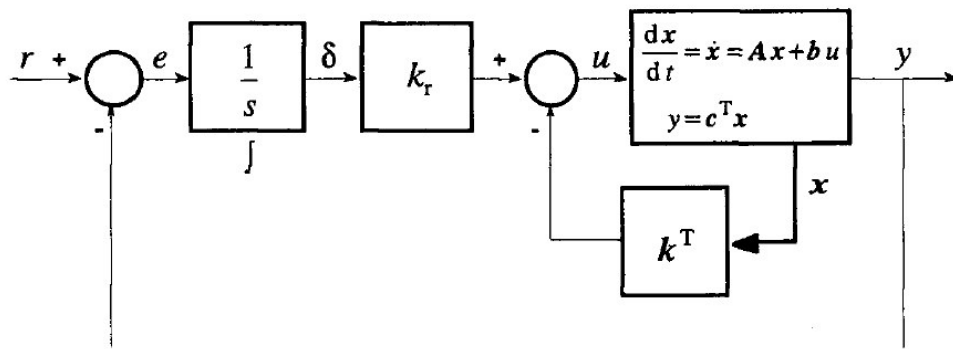 r + e 1/s δ k_r + u dx/dt = ẋ = Ax + bu y
y = c^T x
- ∫ -
x
k^T